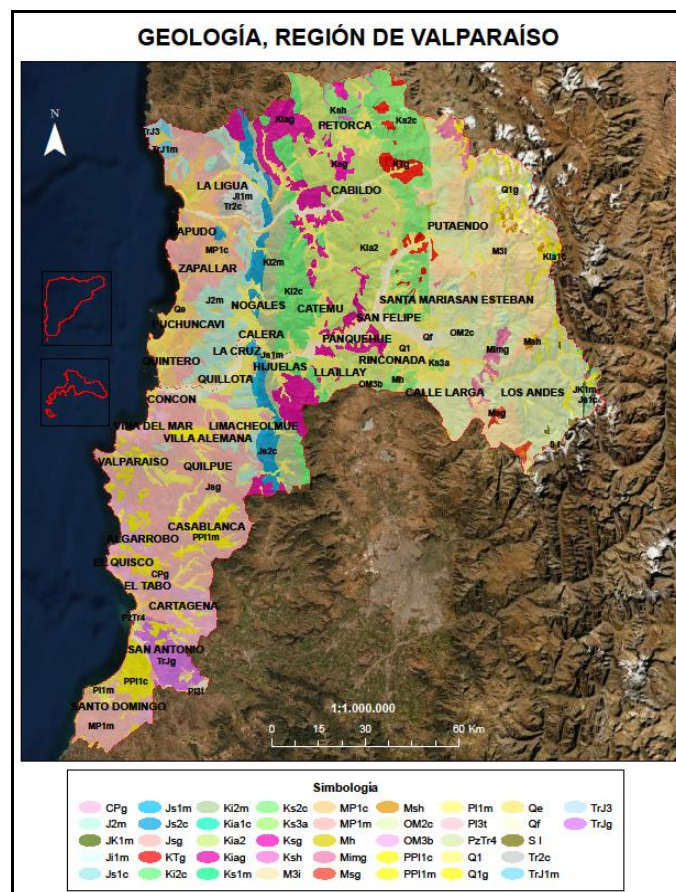 GEOLOGÍA, REGIÓN DE VALPARAÍSO
N
Ksh
Kiag
PETORCA
Ks2c
TrJ3
TrJ1m
Ksg
KTg
LA LIGUA
CABILDO
Q1g
Ji1m
Tr2c
PAPUDO
PUTAENDO
MP1c
Kia2
M3i
Kia1c
ZAPALLAR
Ki2m
J2m
Ki2c
SANTA MARIA
SAN ESTEBAN
Qe
NOGALES
CATEMU
SAN FELIPE
PUCHUNCAVI
CALERA
PANQUEHUE
Qf
OM2c
LA CRUZ
Js1m
Q1
Mimg
Msh
I
QUINTERO
HIJUELAS
RINCONADA
Ks3a
LLAILLAY
QUILLOTA
OM3b
Mh
CALLE LARGA
LOS ANDES
JK1m
Js1c
CONCON
Msg
VINA DEL MAR
LIMACHE
OLMUE
VILLA ALEMANA
S I
Js2c
VALPARAISO
QUILPUE
Jsg
CASABLANCA
ALGARROBO
PPl1m
EL QUISCO
CPg
EL TABO
CARTAGENA
PzTr4
SAN ANTONIO
TrJg
PPl1c
Pl1m
Pl3t
SANTO DOMINGO
MP1m
1:1.000.000
0 15 30 60 Km
Simbología
CPg Js1m Ki2m Ks2c MP1c Msh Pl1m Qe TrJ3
J2m Js2c Kia1c Ks3a MP1m OM2c Pl3t Qf TrJg
JK1m Jsg Kia2 Ksg Mh OM3b PzTr4 S I
Ji1m KTg Kiag Ksh Mimg PPl1c Q1 Tr2c
Js1c Ki2c Ks1m M3i Msg PPl1m Q1g TrJ1m